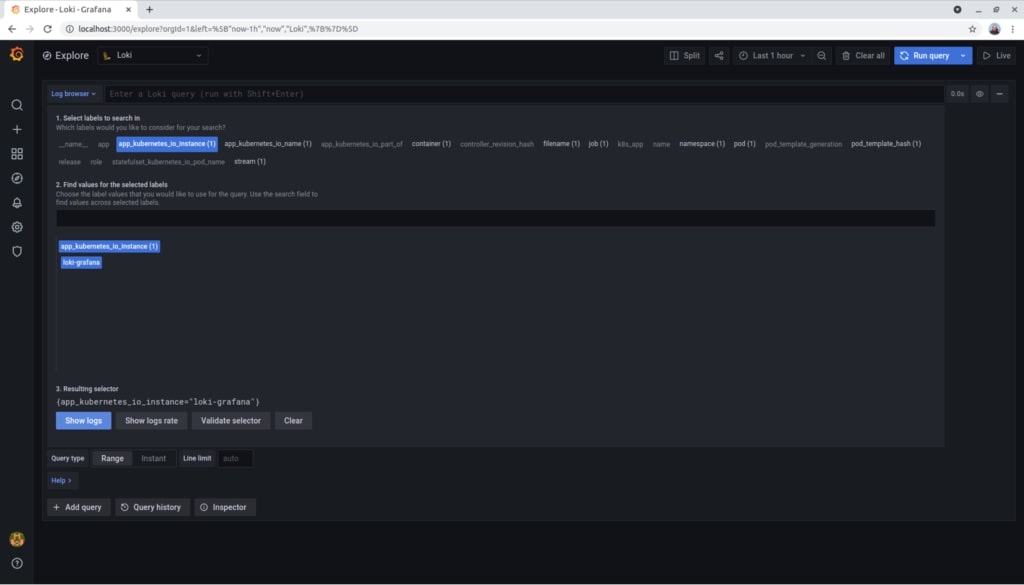 Explore - Loki - Grafana
localhost:3000/explore?orgId=1&left=%5B"now-1h","now","Loki",%7B%7D%5D
Explore Loki Split Last 1 hour Clear all Run query Live
Log browser Enter a Loki query (run with Shift+Enter) 0.0s
1. Select labels to search in
Which labels would you like to consider for your search?
__name__ app app_kubernetes_io_instance (1) app_kubernetes_io_name (1) app_kubernetes_io_part_of container (1) controller_revision_hash filename (1) job (1) k8s_app name namespace (1) pod (1) pod_template_generation pod_template_hash (1)
release role statefulset_kubernetes_io_pod_name stream (1)
2. Find values for the selected labels
Choose the label values that you would like to use for the query. Use the search field to
find values across selected labels.
app_kubernetes_io_instance (1)
loki-grafana
3. Resulting selector
{app_kubernetes_io_instance="loki-grafana"}
Show logs Show logs rate Validate selector Clear
Query type Range Instant Line limit auto
Help >
+ Add query Query history Inspector